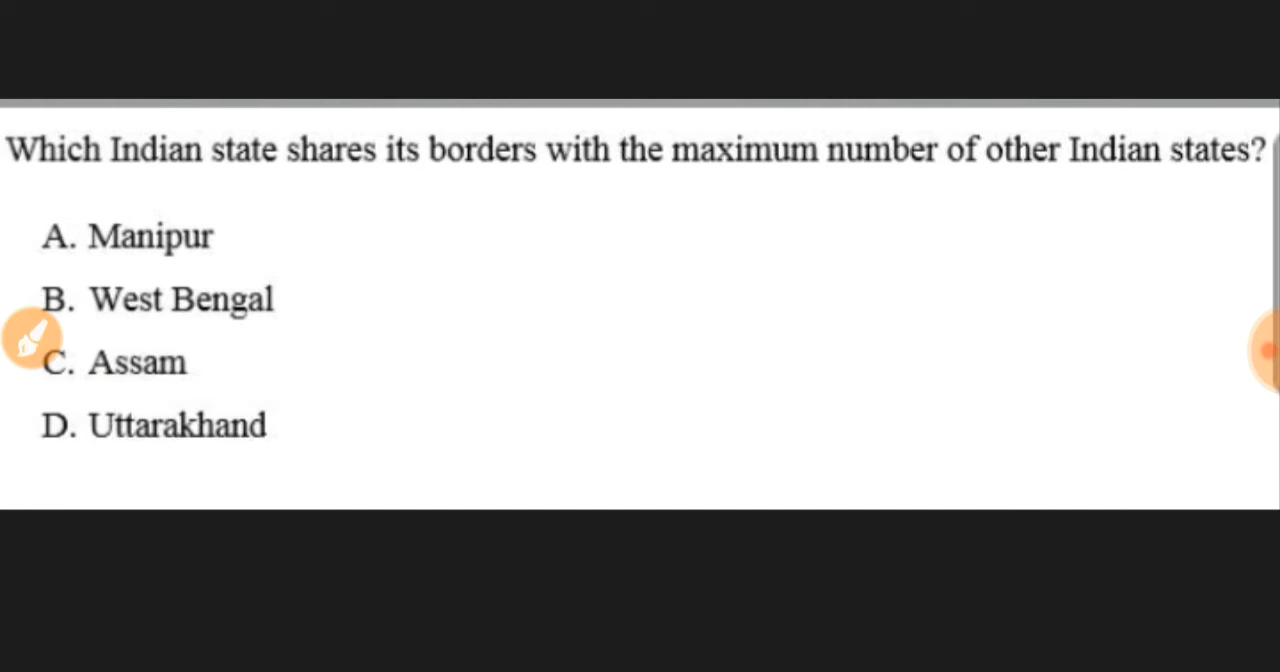 Which Indian state shares its borders with the maximum number of other Indian states?
A. Manipur
B. West Bengal
C. Assam
D. Uttarakhand